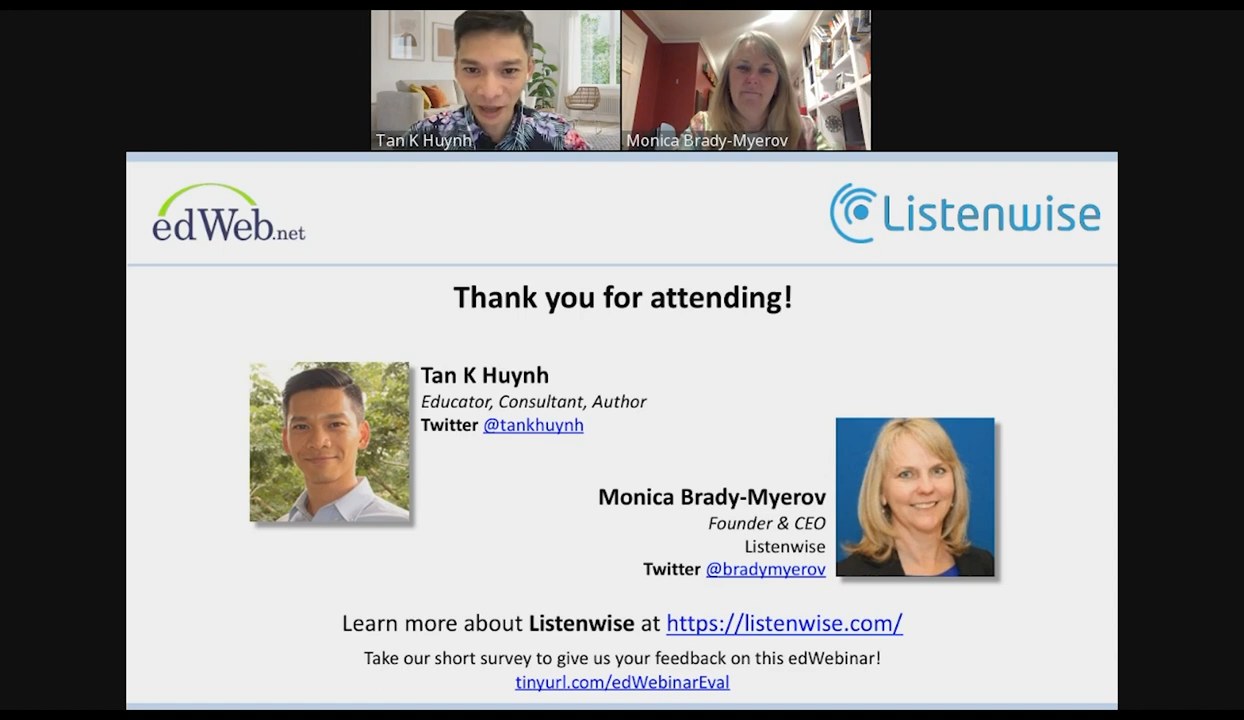 Tan K Huynh
Monica Brady-Myerov
edWeb.net
Listenwise
Thank you for attending!
Tan K Huynh
Educator, Consultant, Author
Twitter @tankhuynh
Monica Brady-Myerov
Founder & CEO
Listenwise
Twitter @bradymyerov
Learn more about Listenwise at https://listenwise.com/
Take our short survey to give us your feedback on this edWebinar!
tinyurl.com/edWebinarEval